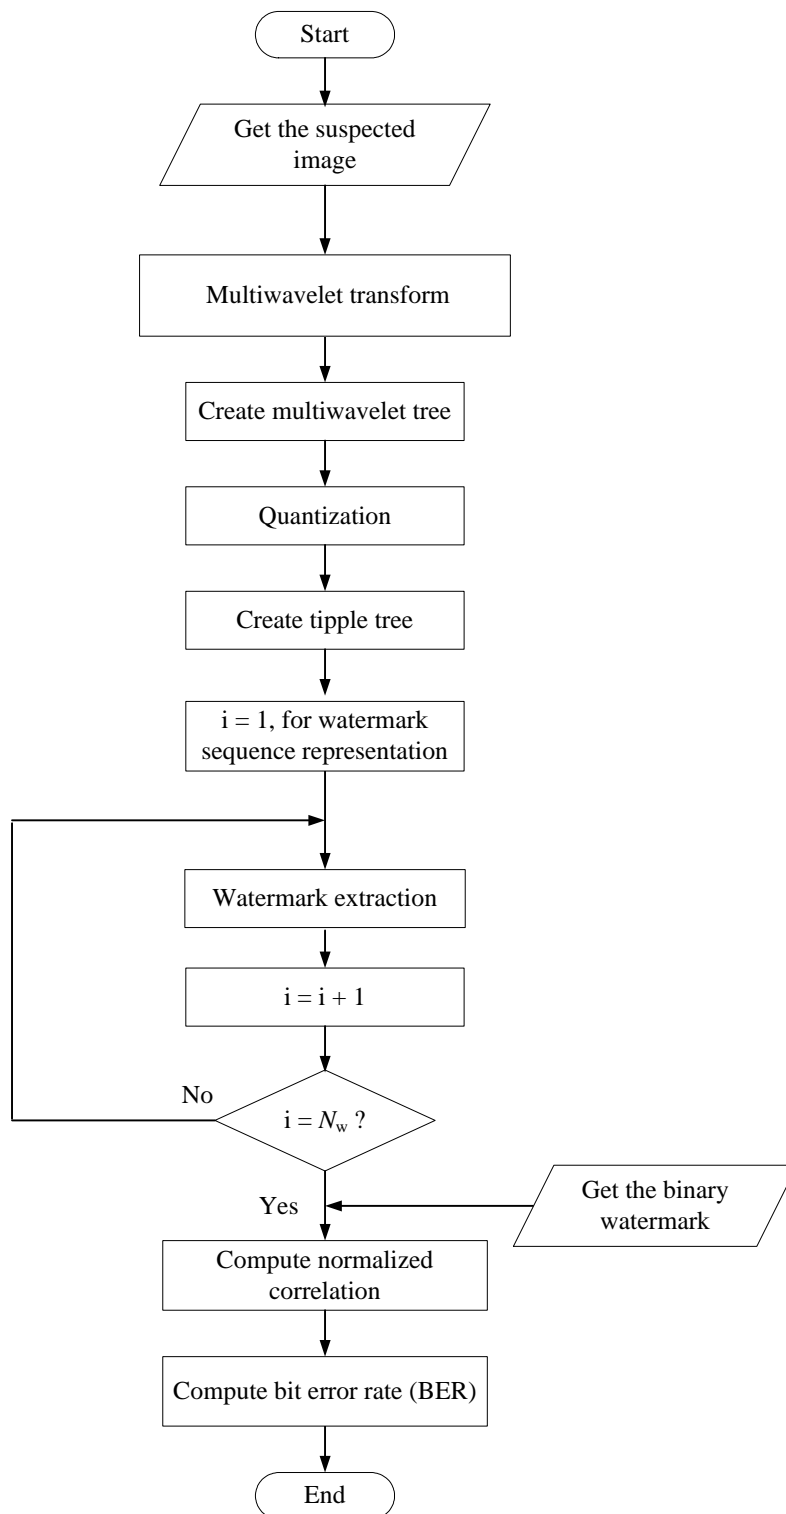 Start
Get the suspected
image
Multiwavelet transform
Create multiwavelet tree
Quantization
Create tipple tree
i = 1, for watermark
sequence representation
Watermark extraction
i = i + 1
No
i = Nw ?
Yes
Get the binary
watermark
Compute normalized
correlation
Compute bit error rate (BER)
End